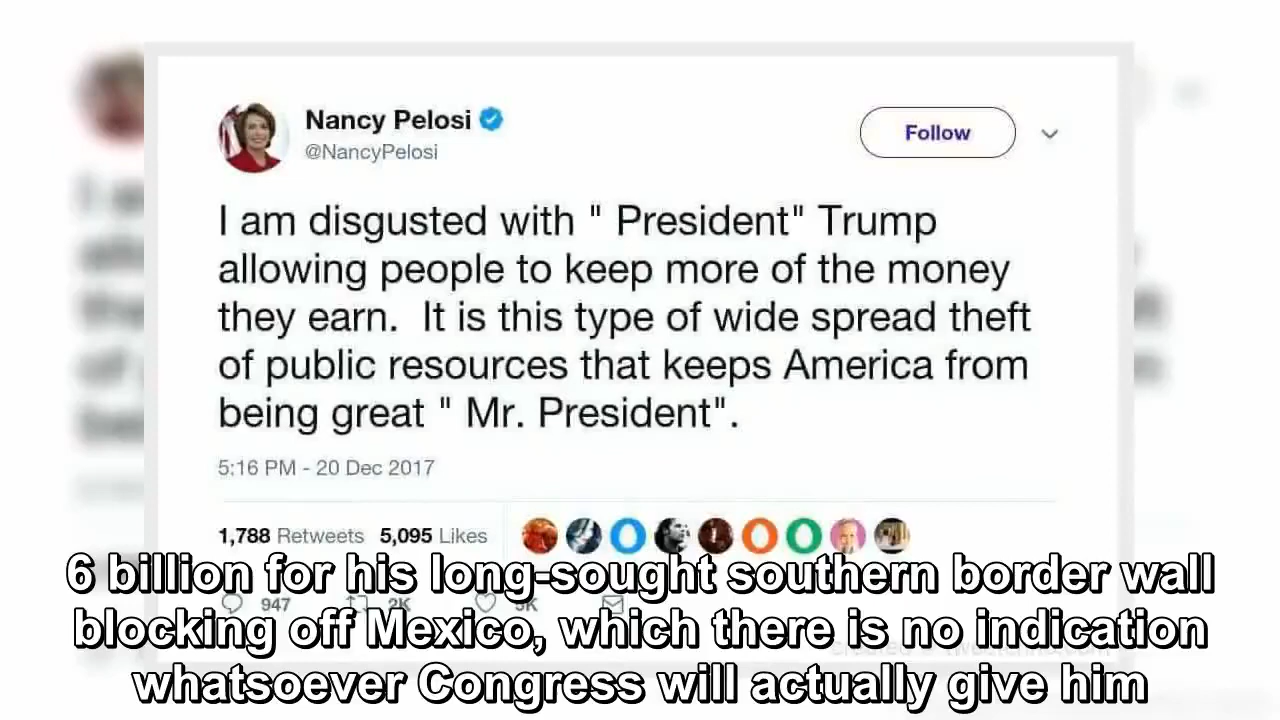 Nancy Pelosi
@NancyPelosi
Follow
I am disgusted with " President" Trump
allowing people to keep more of the money
they earn.  It is this type of wide spread theft
of public resources that keeps America from
being great " Mr. President".
5:16 PM - 20 Dec 2017
1,788 Retweets 5,095 Likes
947 2K 5K
6 billion for his long-sought southern border wall
blocking off Mexico, which there is no indication
whatsoever Congress will actually give him